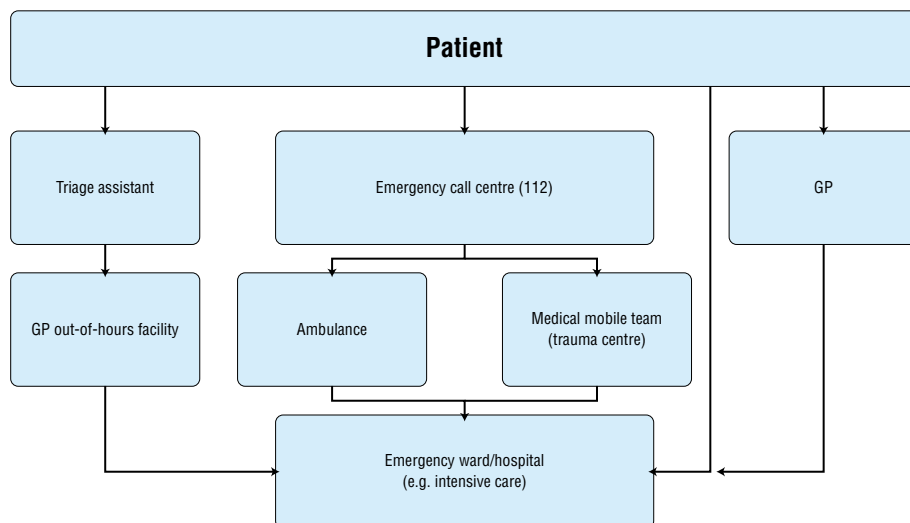 Patient
Triage assistant
Emergency call centre (112)
GP
GP out-of-hours facility
Ambulance
Medical mobile team
(trauma centre)
Emergency ward/hospital
(e.g. intensive care)